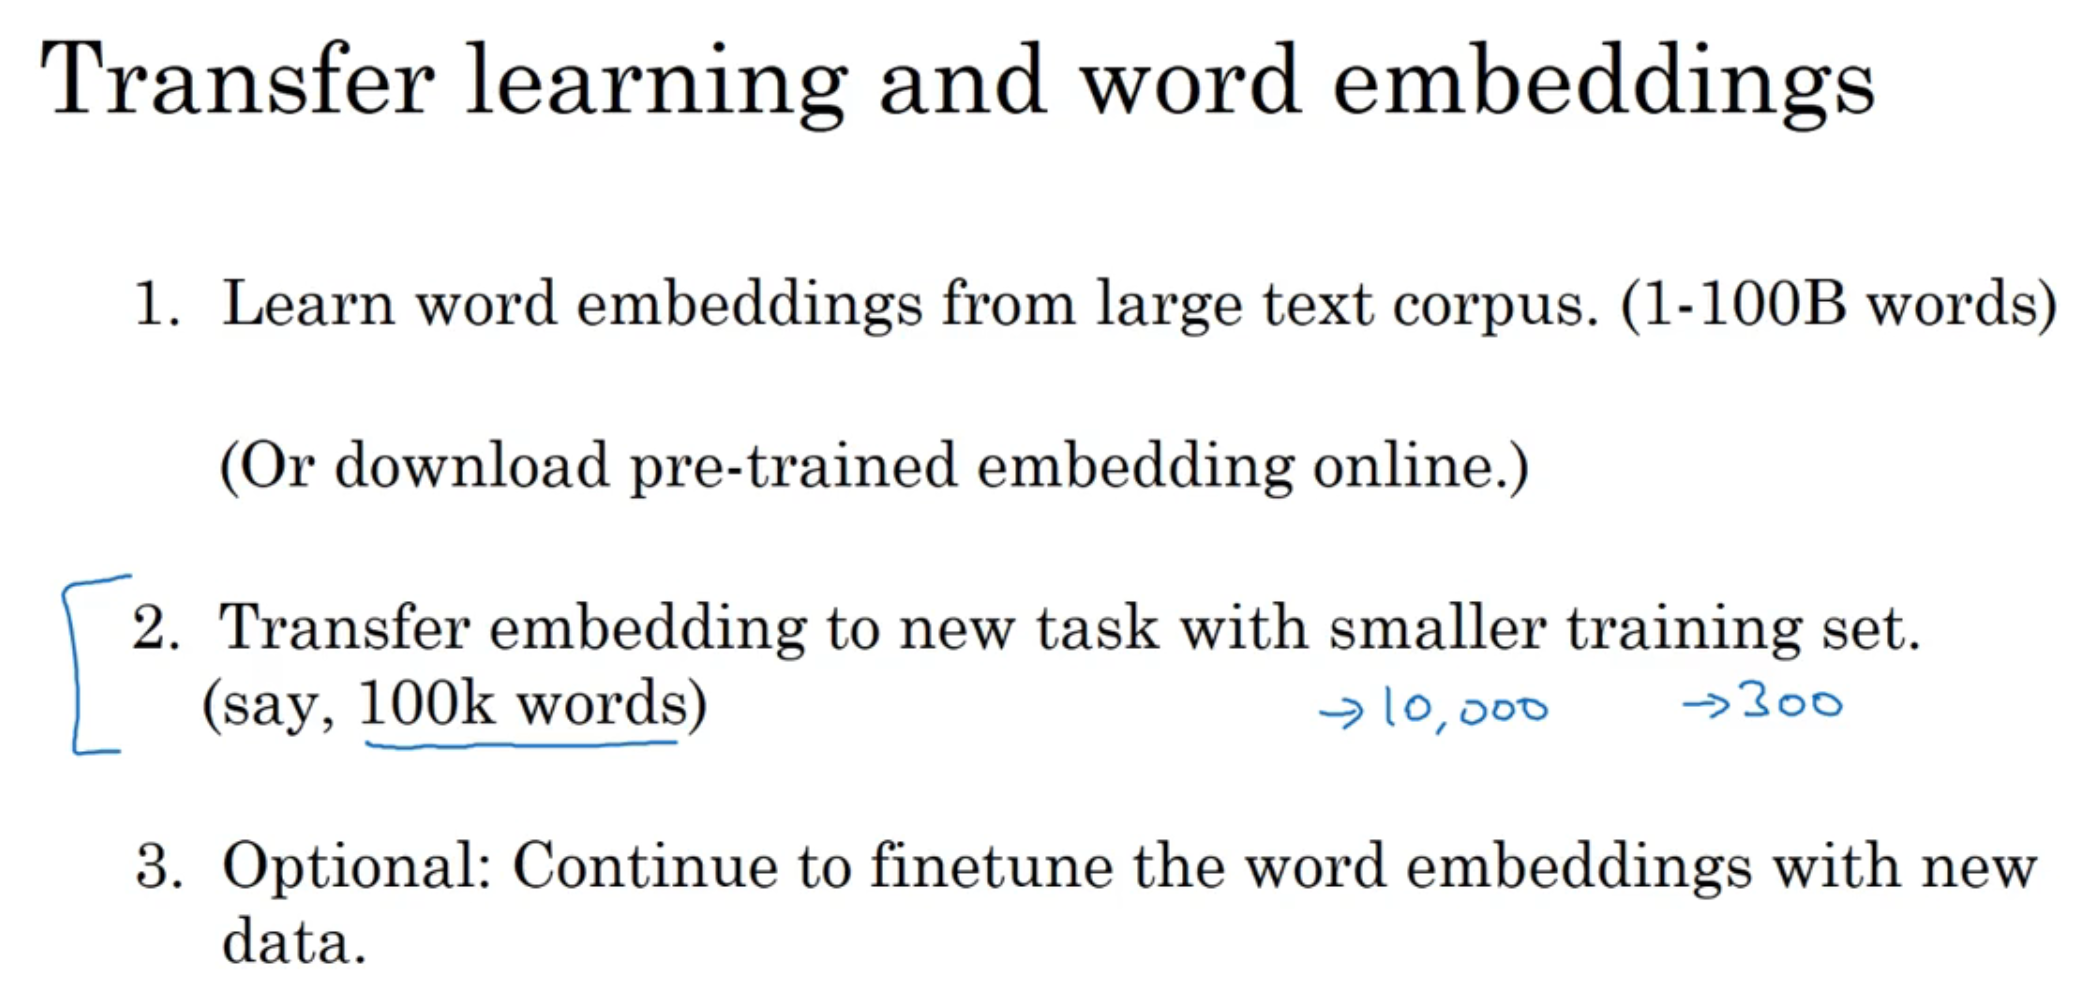 Transfer learning and word embeddings
1. Learn word embeddings from large text corpus. (1-100B words)
(Or download pre-trained embedding online.)
2. Transfer embedding to new task with smaller training set.
(say, 100k words) →10,000 →300
3. Optional: Continue to finetune the word embeddings with new
data.